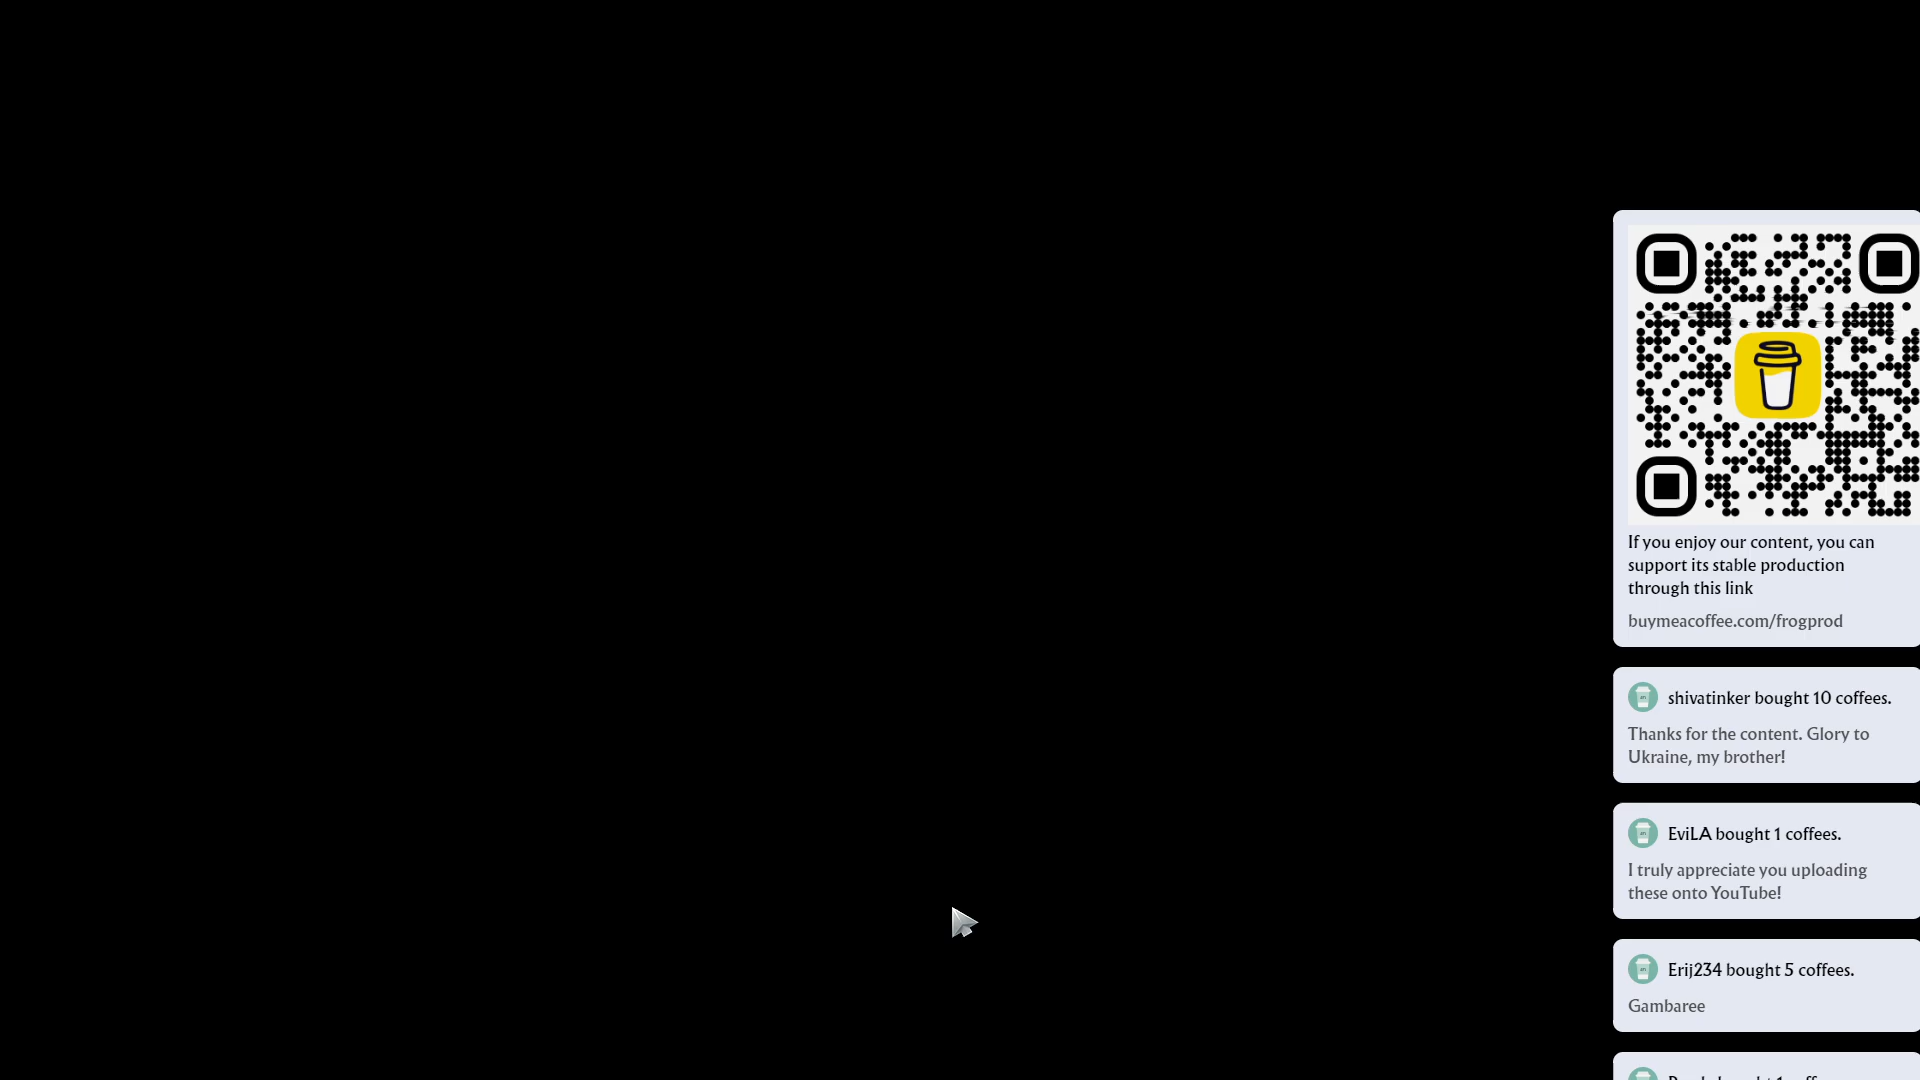 If you enjoy our content, you can
support its stable production
through this link
buymeacoffee.com/frogprod
shivatinker bought 10 coffees.
Thanks for the content. Glory to
Ukraine, my brother!
EviLA bought 1 coffees.
I truly appreciate you uploading
these onto YouTube!
Erij234 bought 5 coffees.
Gambaree